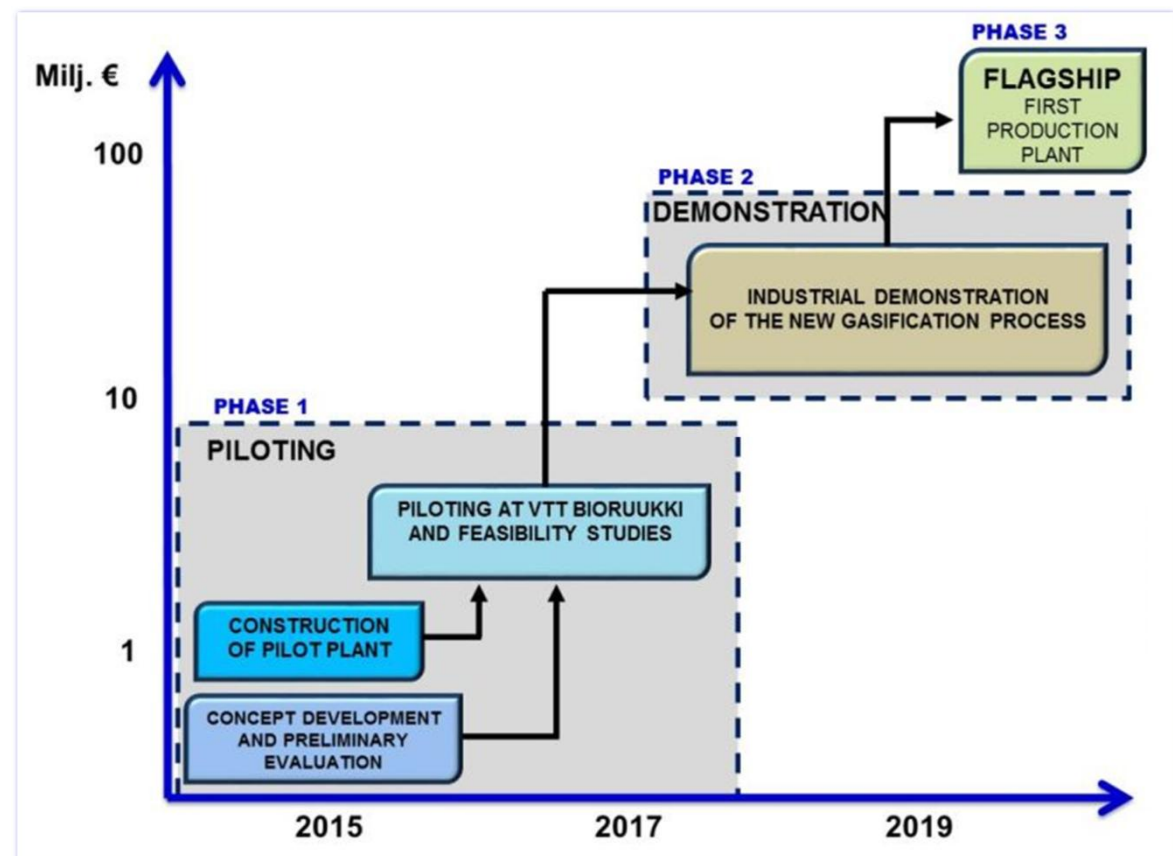 PHASE 3
Milj. €
FLAGSHIP
FIRST
PRODUCTION
PLANT
100
PHASE 2
DEMONSTRATION
INDUSTRIAL DEMONSTRATION
OF THE NEW GASIFICATION PROCESS
10
PHASE 1
PILOTING
PILOTING AT VTT BIORUUKKI
AND FEASIBILITY STUDIES
CONSTRUCTION
OF PILOT PLANT
1
CONCEPT DEVELOPMENT
AND PRELIMINARY
EVALUATION
2015
2017
2019